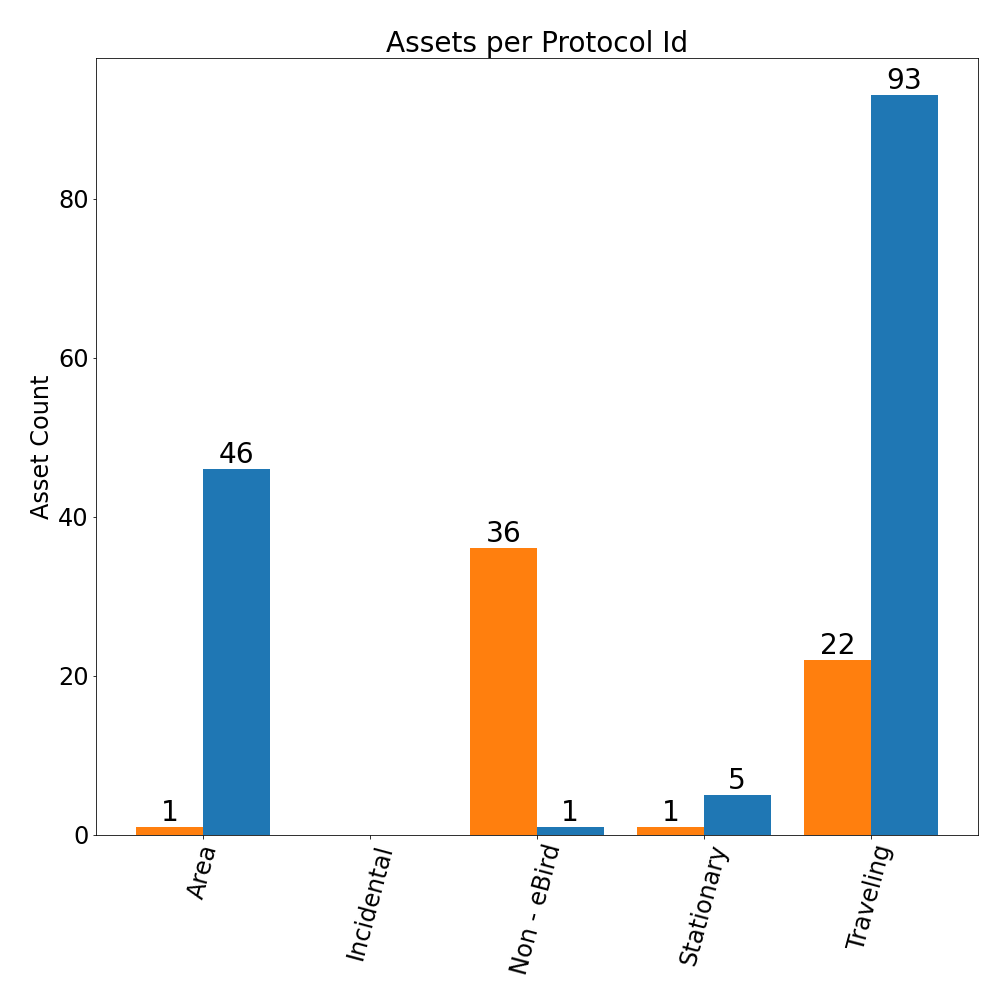 Assets per Protocol Id
93
80
60
Asset Count
46
40
36
22
20
1
1
1
5
0
Area
Incidental
Non - eBird
Stationary
Traveling